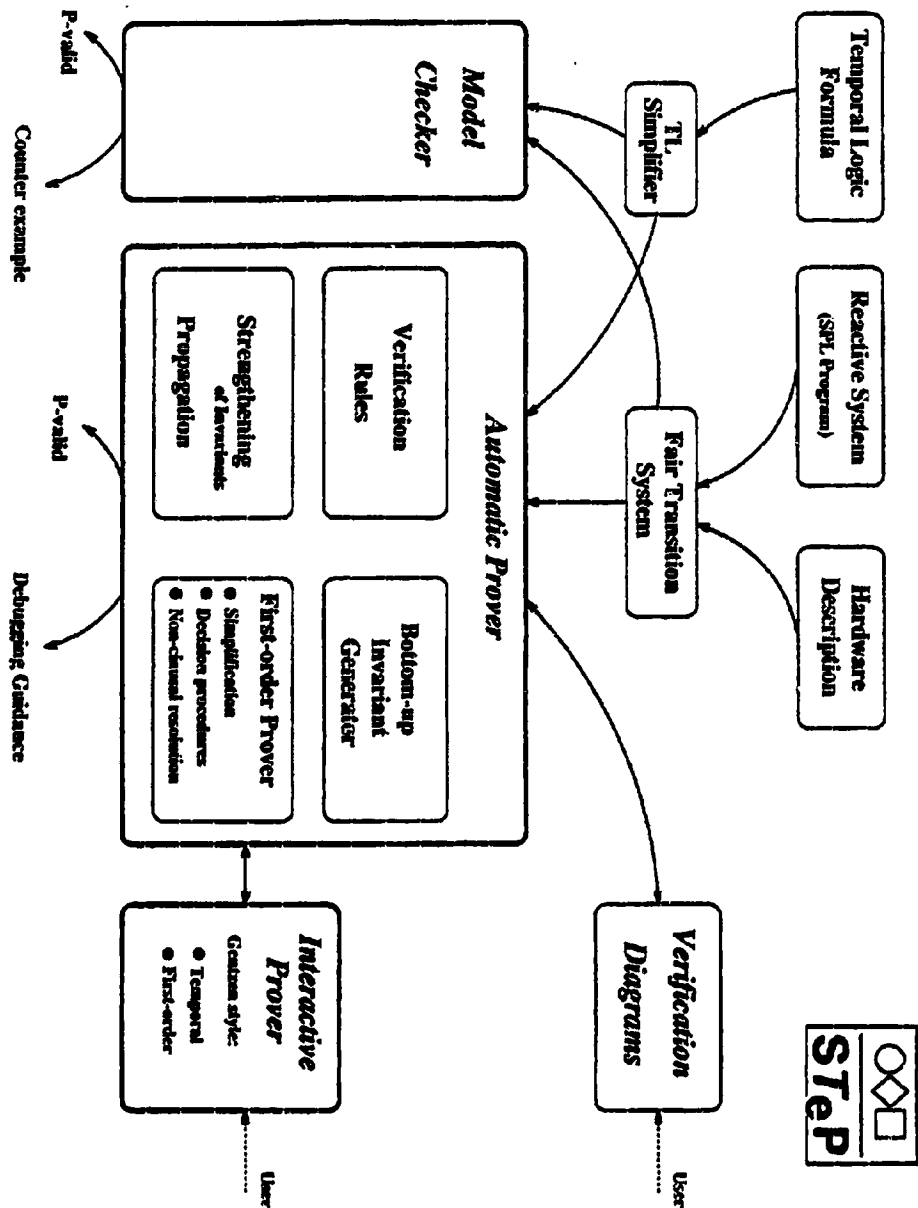 STeP
Temporal Logic
Formula
Reactive System
(SPL Program)
Hardware
Description
TL
Simplifier
Fair Transition
System
Verification
Diagrams
User
Model
Checker
Automatic Prover
Verification
Rules
Bottom-up
Invariant
Generator
Strengthening
of Invariants
Propagation
First-order Prover
● Simplification
● Decision procedures
● Non-clausal resolution
Interactive
Prover
Gentzen style:
● Temporal
● First-order
User
P-valid
Counter example
P-valid
Debugging Guidance